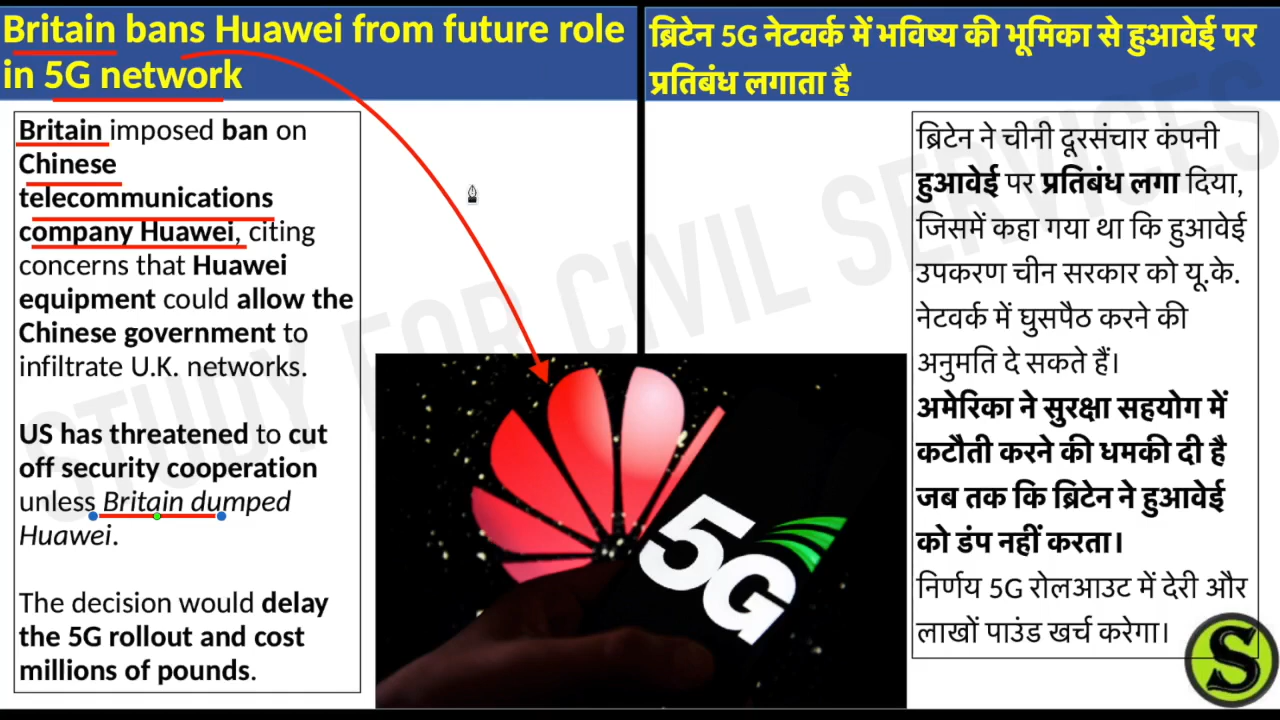 Britain bans Huawei from future role
in 5G network
ब्रिटेन 5G नेटवर्क में भविष्य की भूमिका से हुआवेई पर
प्रतिबंध लगाता है
Britain imposed ban on
Chinese
telecommunications
company Huawei, citing
concerns that Huawei
equipment could allow the
Chinese government to
infiltrate U.K. networks.
US has threatened to cut
off security cooperation
unless Britain dumped
Huawei.
The decision would delay
the 5G rollout and cost
millions of pounds.
5G
ब्रिटेन ने चीनी दूरसंचार कंपनी
हुआवेई पर प्रतिबंध लगा दिया,
जिसमें कहा गया था कि हुआवेई
उपकरण चीन सरकार को यू.के.
नेटवर्क में घुसपैठ करने की
अनुमति दे सकते हैं।
अमेरिका ने सुरक्षा सहयोग में
कटौती करने की धमकी दी है
जब तक कि ब्रिटेन ने हुआवेई
को डंप नहीं करता।
निर्णय 5G रोलआउट में देरी और
लाखों पाउंड खर्च करेगा।
STUDY FOR CIVIL SERVICES
S